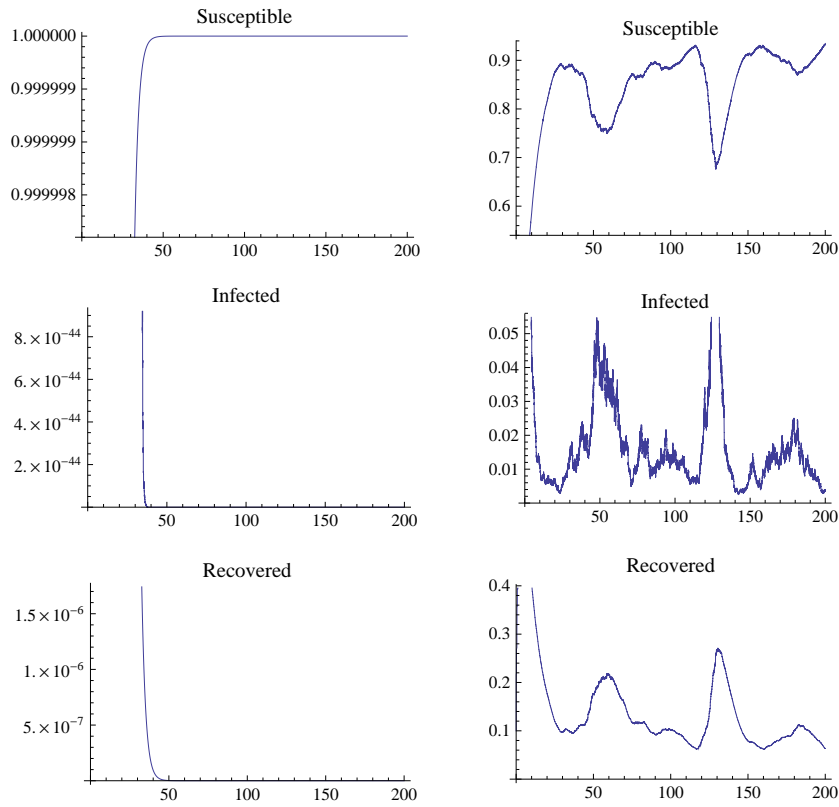 Susceptible
1.000000
0.999999
0.999999
0.999998
50 100 150 200
Susceptible
0.9
0.8
0.7
0.6
50 100 150 200
Infected
8. × 10⁻⁴⁴
6. × 10⁻⁴⁴
4. × 10⁻⁴⁴
2. × 10⁻⁴⁴
50 100 150 200
Infected
0.05
0.04
0.03
0.02
0.01
50 100 150 200
Recovered
1.5 × 10⁻⁶
1. × 10⁻⁶
5. × 10⁻⁷
50 100 150 200
Recovered
0.4
0.3
0.2
0.1
50 100 150 200